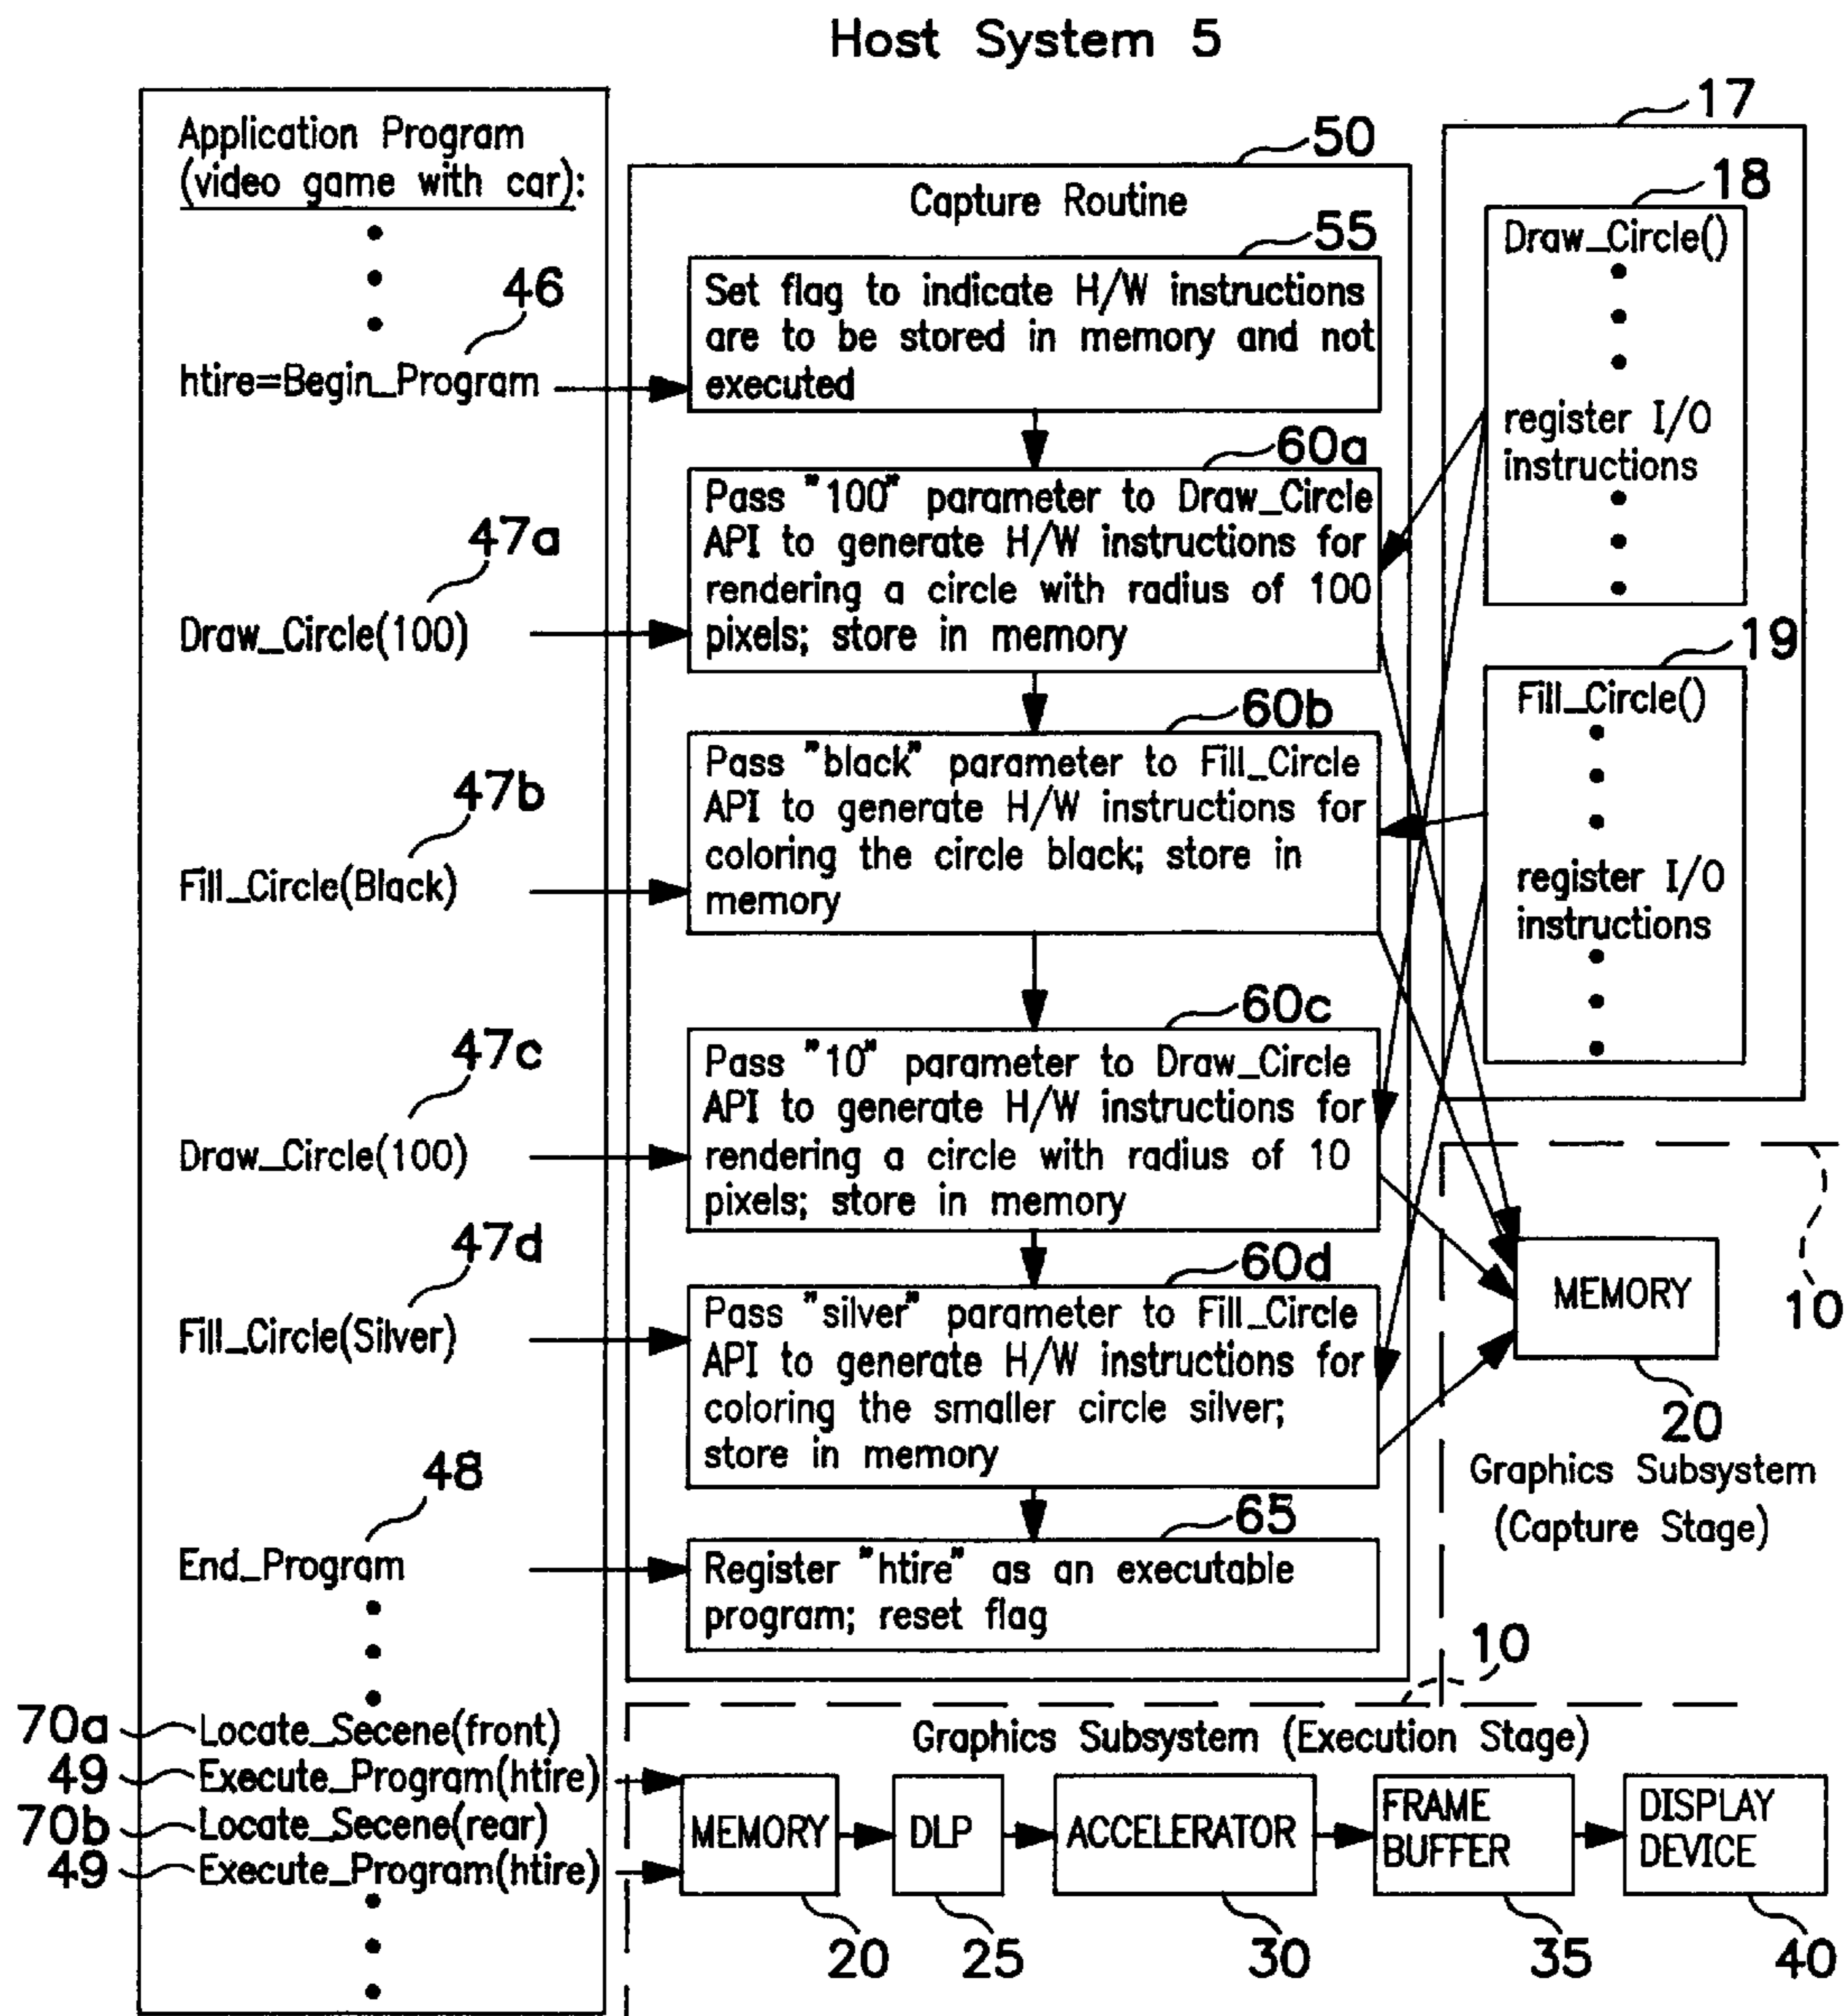 Host System 5
Application Program
(video game with car):
46
htire=Begin_Program
47a
Draw_Circle(100)
47b
Fill_Circle(Black)
47c
Draw_Circle(100)
47d
Fill_Circle(Silver)
48
End_Program
70a
Locate_Secene(front)
49
Execute_Program(htire)
70b
Locate_Secene(rear)
49
Execute_Program(htire)
50
Capture Routine
55
Set flag to indicate H/W instructions
are to be stored in memory and not
executed
60a
Pass "100" parameter to Draw_Circle
API to generate H/W instructions for
rendering a circle with radius of 100
pixels; store in memory
60b
Pass "black" parameter to Fill_Circle
API to generate H/W instructions for
coloring the circle black; store in
memory
60c
Pass "10" parameter to Draw_Circle
API to generate H/W instructions for
rendering a circle with radius of 10
pixels; store in memory
60d
Pass "silver" parameter to Fill_Circle
API to generate H/W instructions for
coloring the smaller circle silver;
store in memory
65
Register "htire" as an executable
program; reset flag
17
18
Draw_Circle()
register I/O
instructions
19
Fill_Circle()
register I/O
instructions
10
MEMORY
20
Graphics Subsystem
(Capture Stage)
10
Graphics Subsystem (Execution Stage)
MEMORY
DLP
ACCELERATOR
FRAME
BUFFER
DISPLAY
DEVICE
20
25
30
35
40